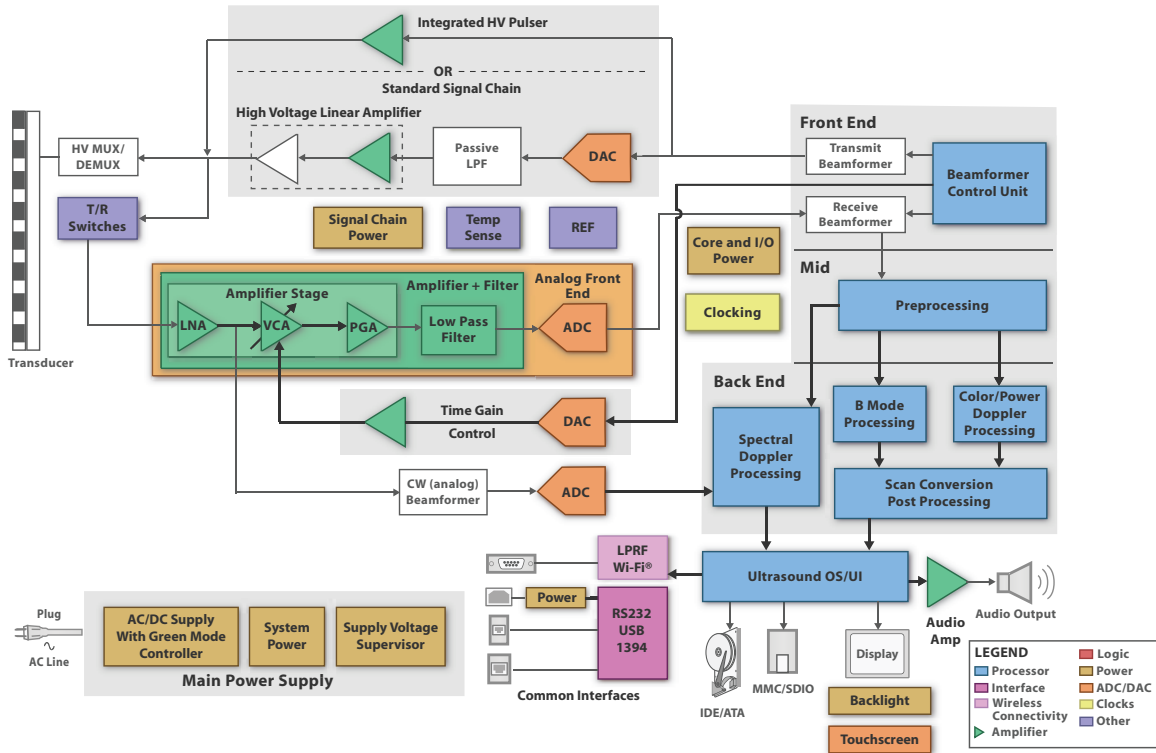 Integrated HV Pulser
OR
Standard Signal Chain
High Voltage Linear Amplifier
Front End
HV MUX/
DEMUX
Passive
LPF
DAC
Transmit
Beamformer
Beamformer
Control Unit
T/R
Switches
Signal Chain
Power
Temp
Sense
REF
Receive
Beamformer
Core and I/O
Power
Mid
Amplifier Stage
Amplifier + Filter
Analog Front
End
LNA
VCA
PGA
Low Pass
Filter
ADC
Clocking
Preprocessing
Transducer
Back End
Time Gain
Control
DAC
Spectral
Doppler
Processing
B Mode
Processing
Color/Power
Doppler
Processing
CW (analog)
Beamformer
ADC
Scan Conversion
Post Processing
LPRF
Wi-Fi®
Ultrasound OS/UI
Audio
Amp
Audio Output
Plug
AC Line
AC/DC Supply
With Green Mode
Controller
System
Power
Supply Voltage
Supervisor
Main Power Supply
Power
RS232
USB
1394
Common Interfaces
IDE/ATA
MMC/SDIO
Display
Backlight
Touchscreen
LEGEND
Processor
Interface
Wireless
Connectivity
Amplifier
Logic
Power
ADC/DAC
Clocks
Other